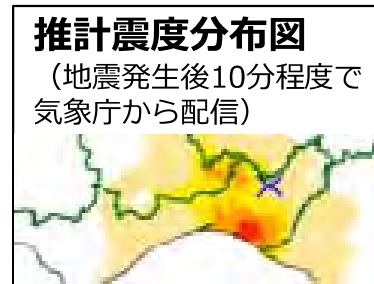 推計震度分布図
（地震発生後10分程度で
気象庁から配信）